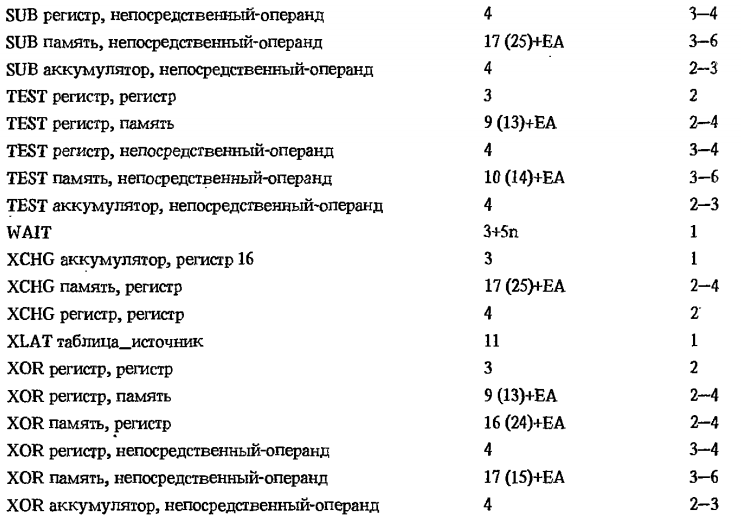 SUB регистр, непосредственный-операнд 4 3—4
SUB память, непосредственный-операнд 17 (25)+EA 3—6
SUB аккумулятор, непосредственный-операнд 4 2—3
TEST регистр, регистр 3 2
TEST регистр, память 9 (13)+EA 2—4
TEST регистр, непосредственный-операнд 4 3—4
TEST память, непосредственный-операнд 10 (14)+EA 3—6
TEST аккумулятор, непосредственный-операнд 4 2—3
WAIT 3+5n 1
XCHG аккумулятор, регистр 16 3 1
XCHG память, регистр 17 (25)+EA 2—4
XCHG регистр, регистр 4 2
XLAT таблица_источник 11 1
XOR регистр, регистр 3 2
XOR регистр, память 9 (13)+EA 2—4
XOR память, регистр 16 (24)+EA 2—4
XOR регистр, непосредственный-операнд 4 3—4
XOR память, непосредственный-операнд 17 (15)+EA 3—6
XOR аккумулятор, непосредственный-операнд 4 2—3